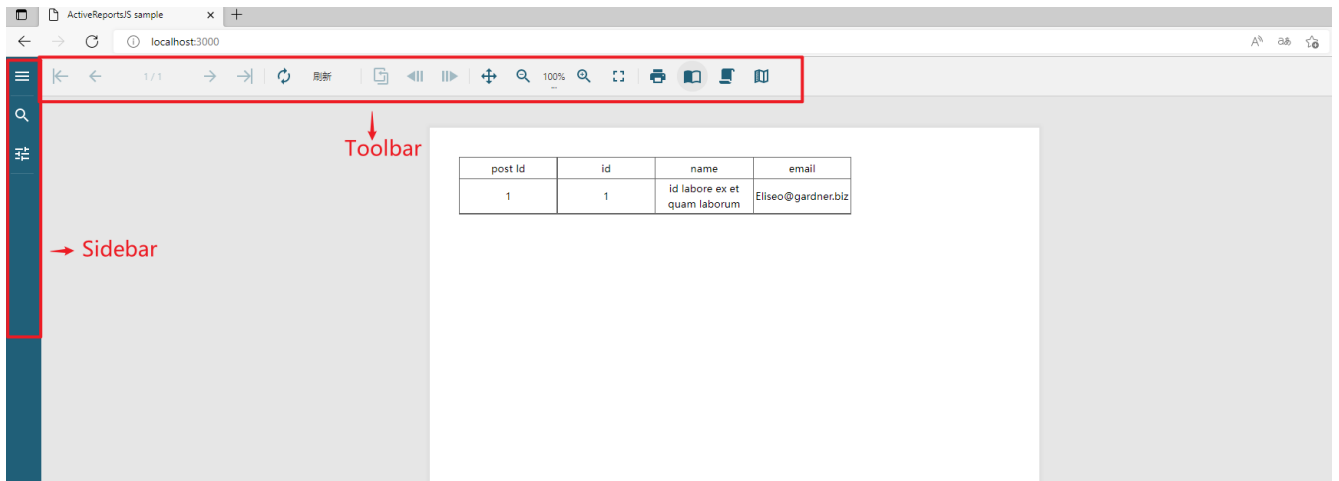 ActiveReportsJS sample
localhost:3000
1 / 1
刷新
100%
Toolbar
Sidebar
post Id id name email
1 1 id labore ex et Eliseo@gardner.biz
quam laborum